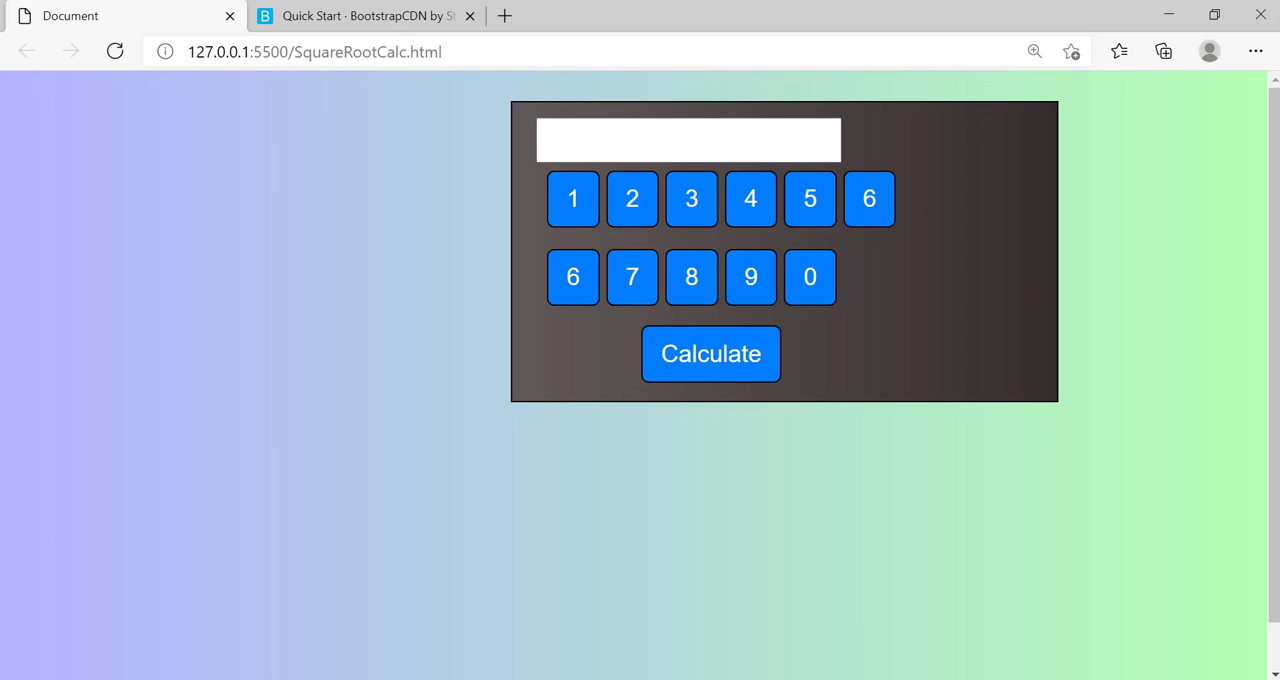 Document
B Quick Start · BootstrapCDN by St
127.0.0.1:5500/SquareRootCalc.html
1 2 3 4 5 6
6 7 8 9 0
Calculate